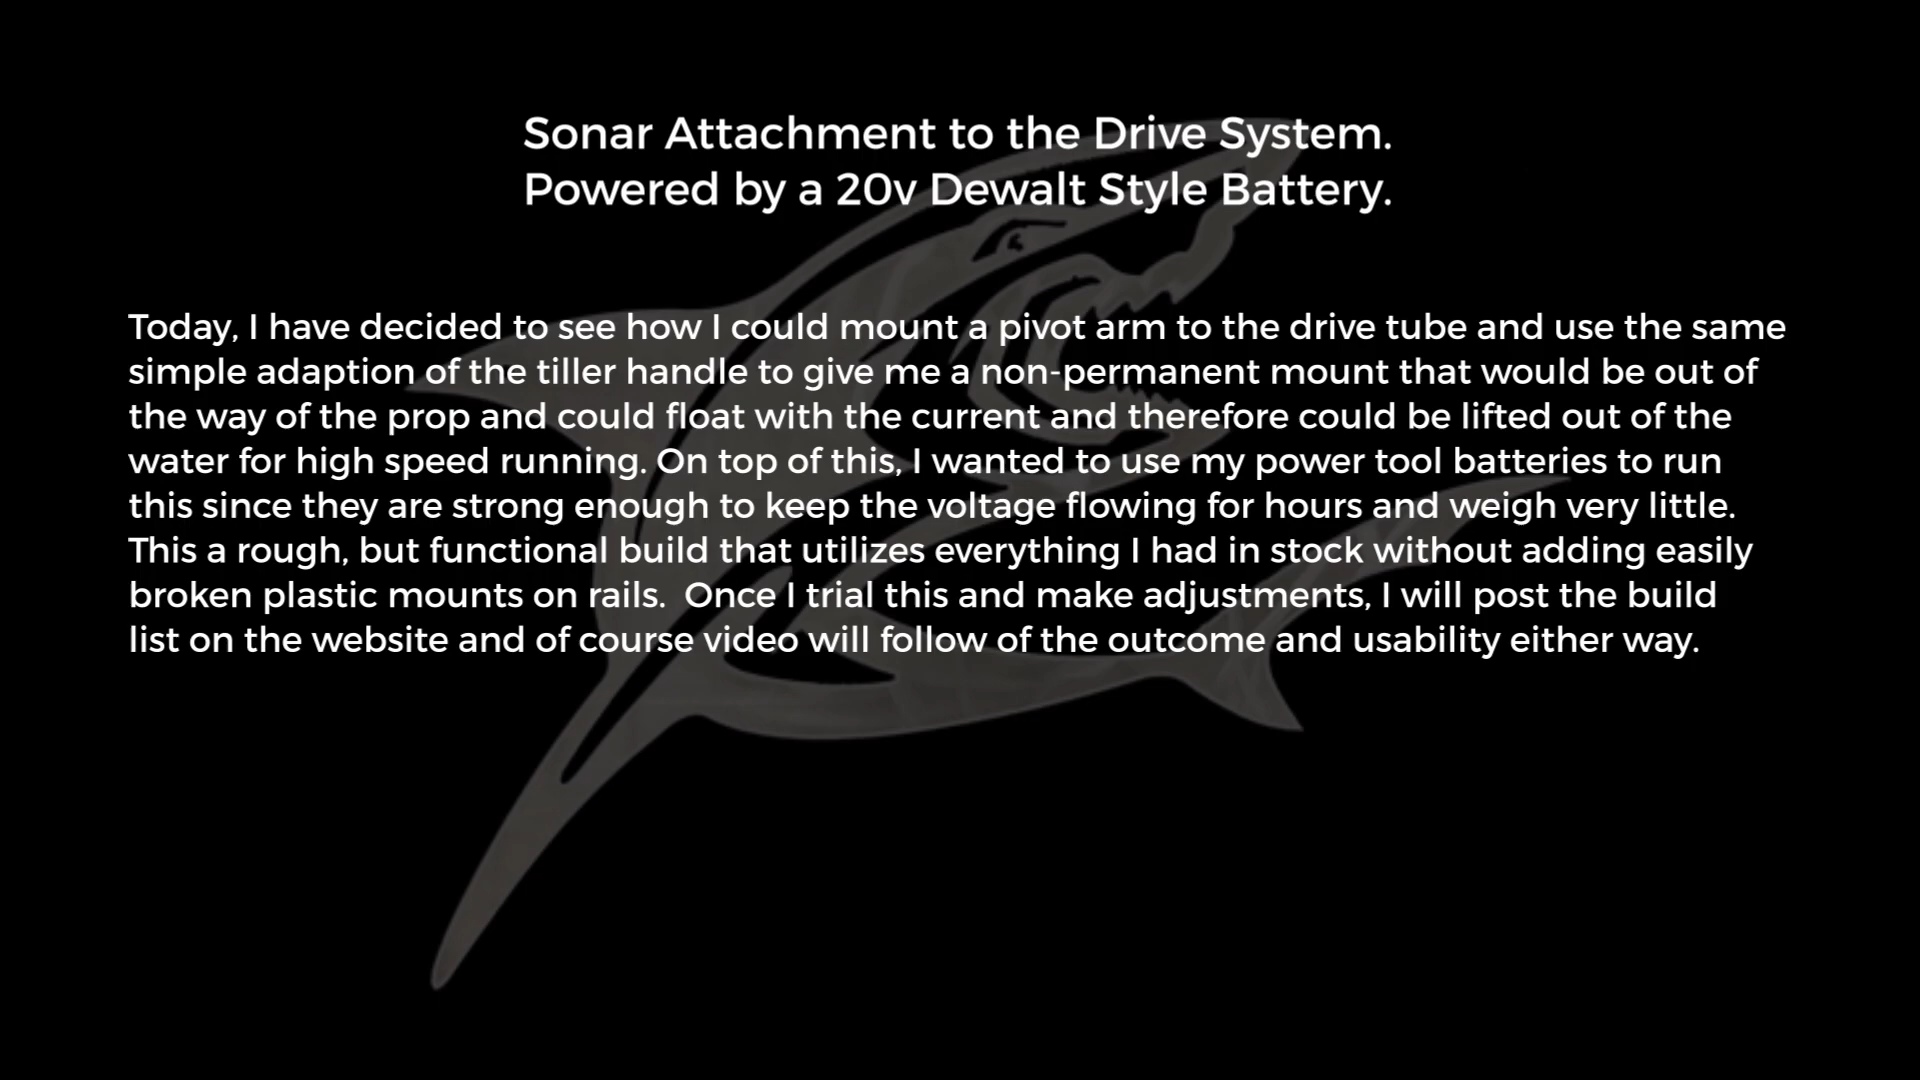 Sonar Attachment to the Drive System.
Powered by a 20v Dewalt Style Battery.
Today, I have decided to see how I could mount a pivot arm to the drive tube and use the same
simple adaption of the tiller handle to give me a non-permanent mount that would be out of
the way of the prop and could float with the current and therefore could be lifted out of the
water for high speed running. On top of this, I wanted to use my power tool batteries to run
this since they are strong enough to keep the voltage flowing for hours and weigh very little.
This a rough, but functional build that utilizes everything I had in stock without adding easily
broken plastic mounts on rails.  Once I trial this and make adjustments, I will post the build
list on the website and of course video will follow of the outcome and usability either way.